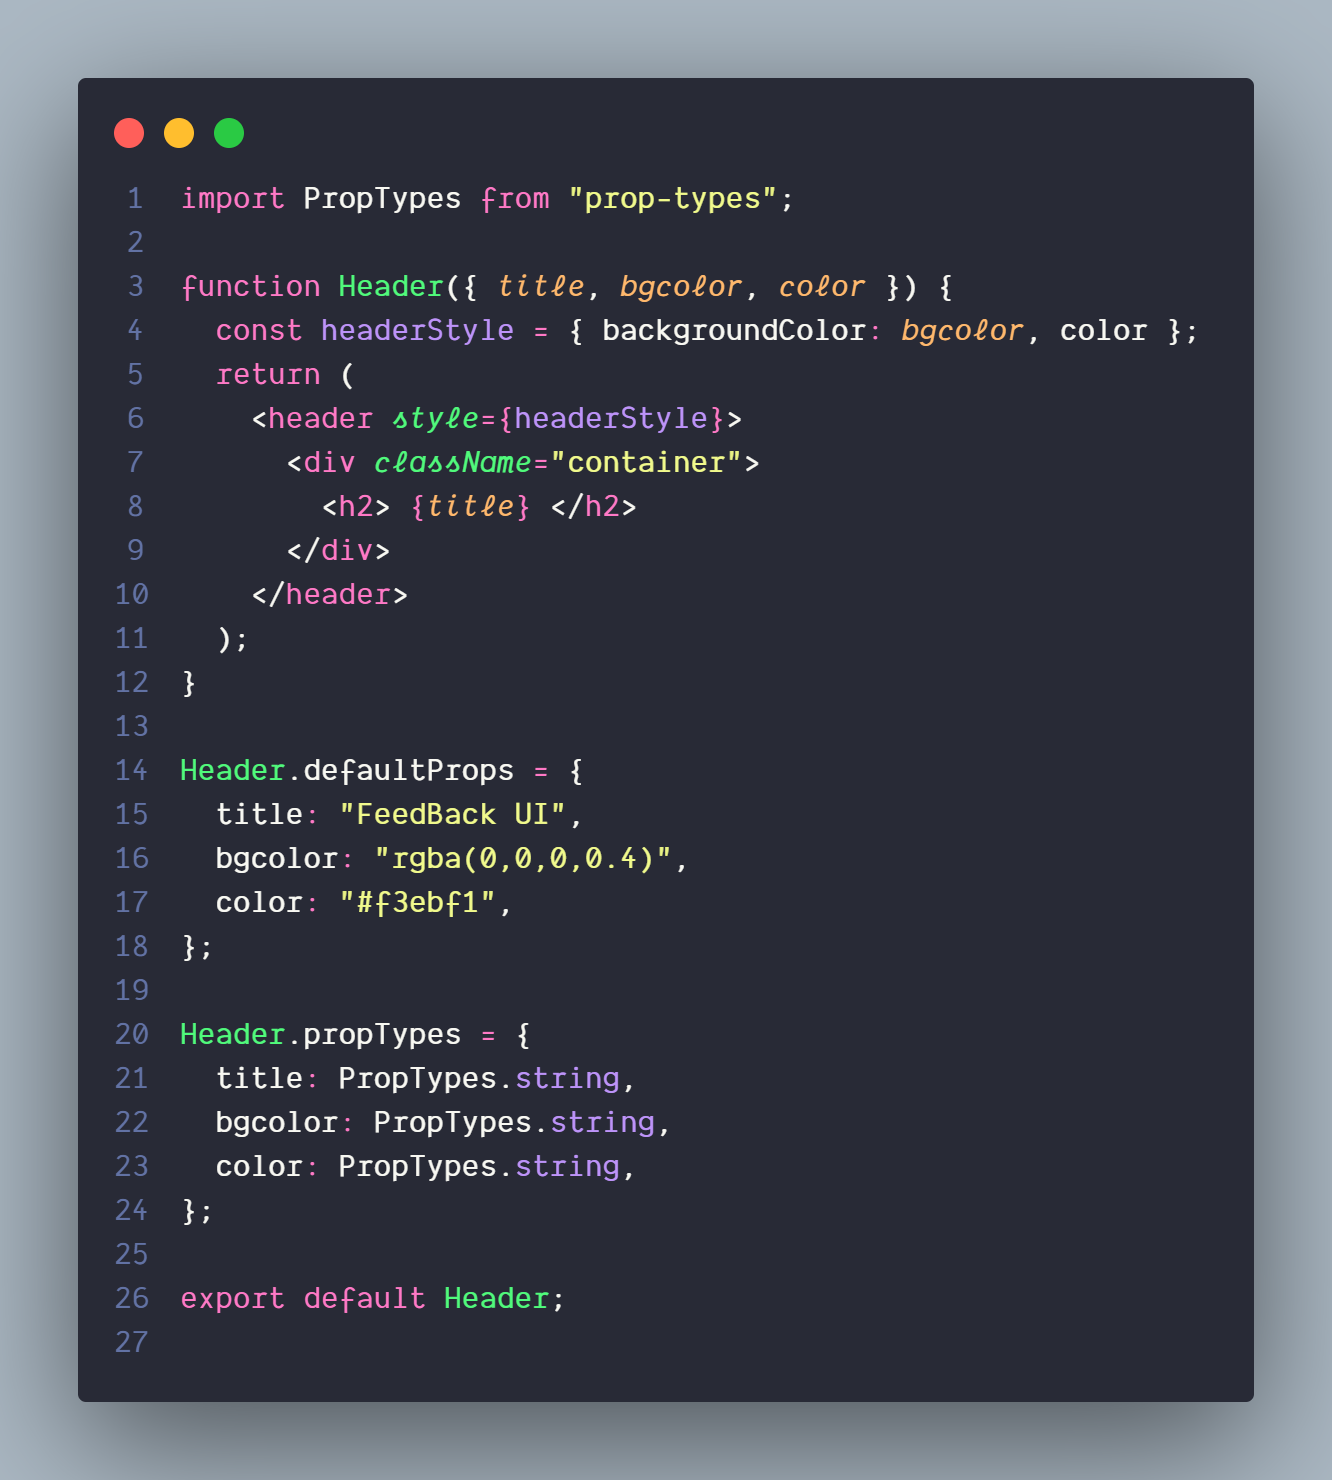 1 import PropTypes from "prop-types";
2
3 function Header({ title, bgcolor, color }) {
4   const headerStyle = { backgroundColor: bgcolor, color };
5   return (
6     <header style={headerStyle}>
7       <div className="container">
8         <h2> {title} </h2>
9       </div>
10     </header>
11   );
12 }
13
14 Header.defaultProps = {
15   title: "FeedBack UI",
16   bgcolor: "rgba(0,0,0,0.4)",
17   color: "#f3ebf1",
18 };
19
20 Header.propTypes = {
21   title: PropTypes.string,
22   bgcolor: PropTypes.string,
23   color: PropTypes.string,
24 };
25
26 export default Header;
27